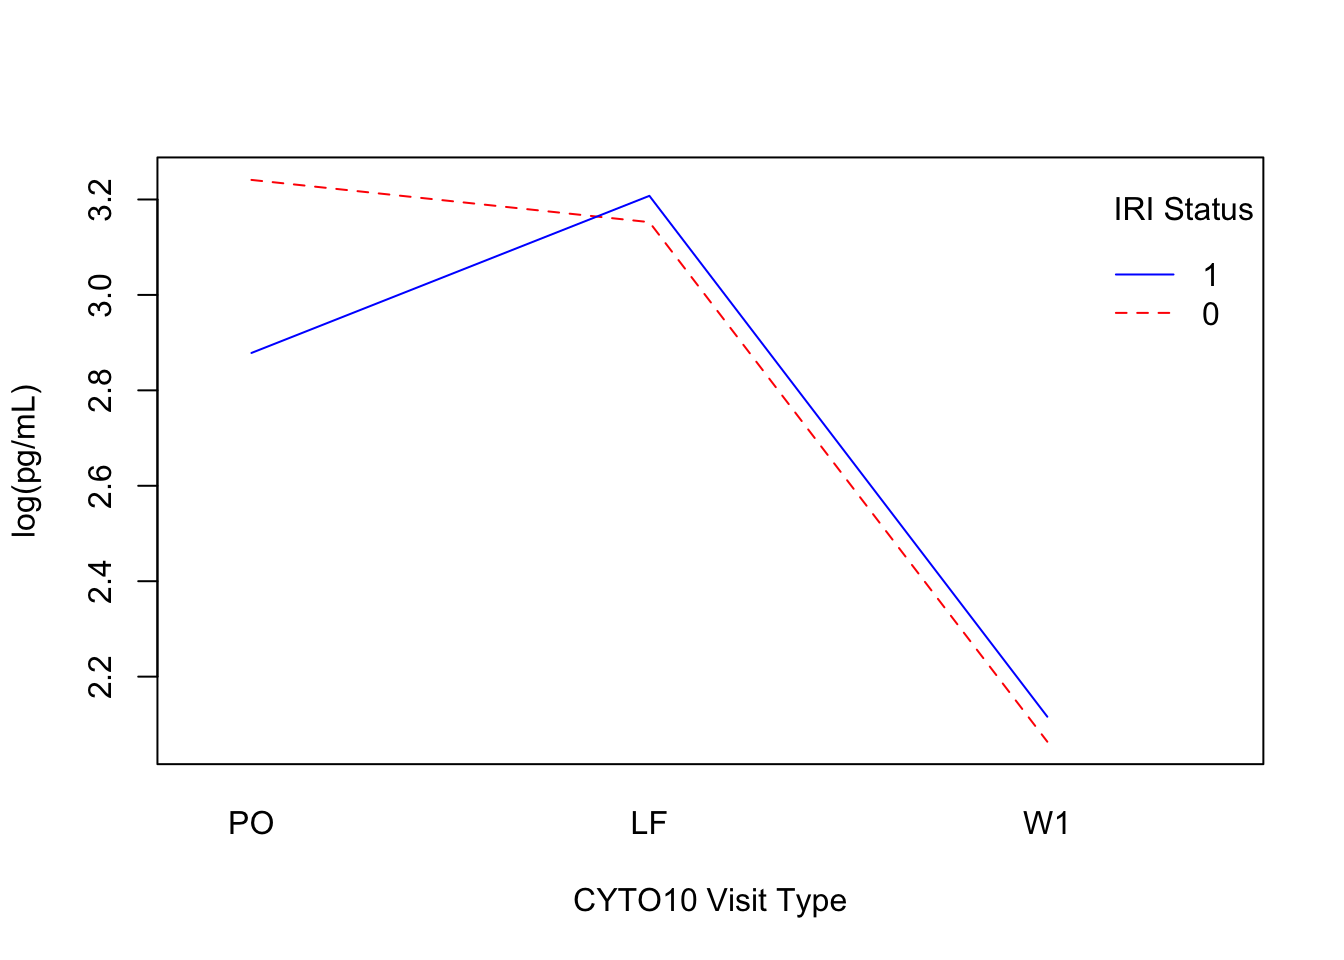 3.2
3.0
2.8
2.6
2.4
2.2
log(pg/mL)
IRI Status
1
0
PO LF W1
CYTO10 Visit Type